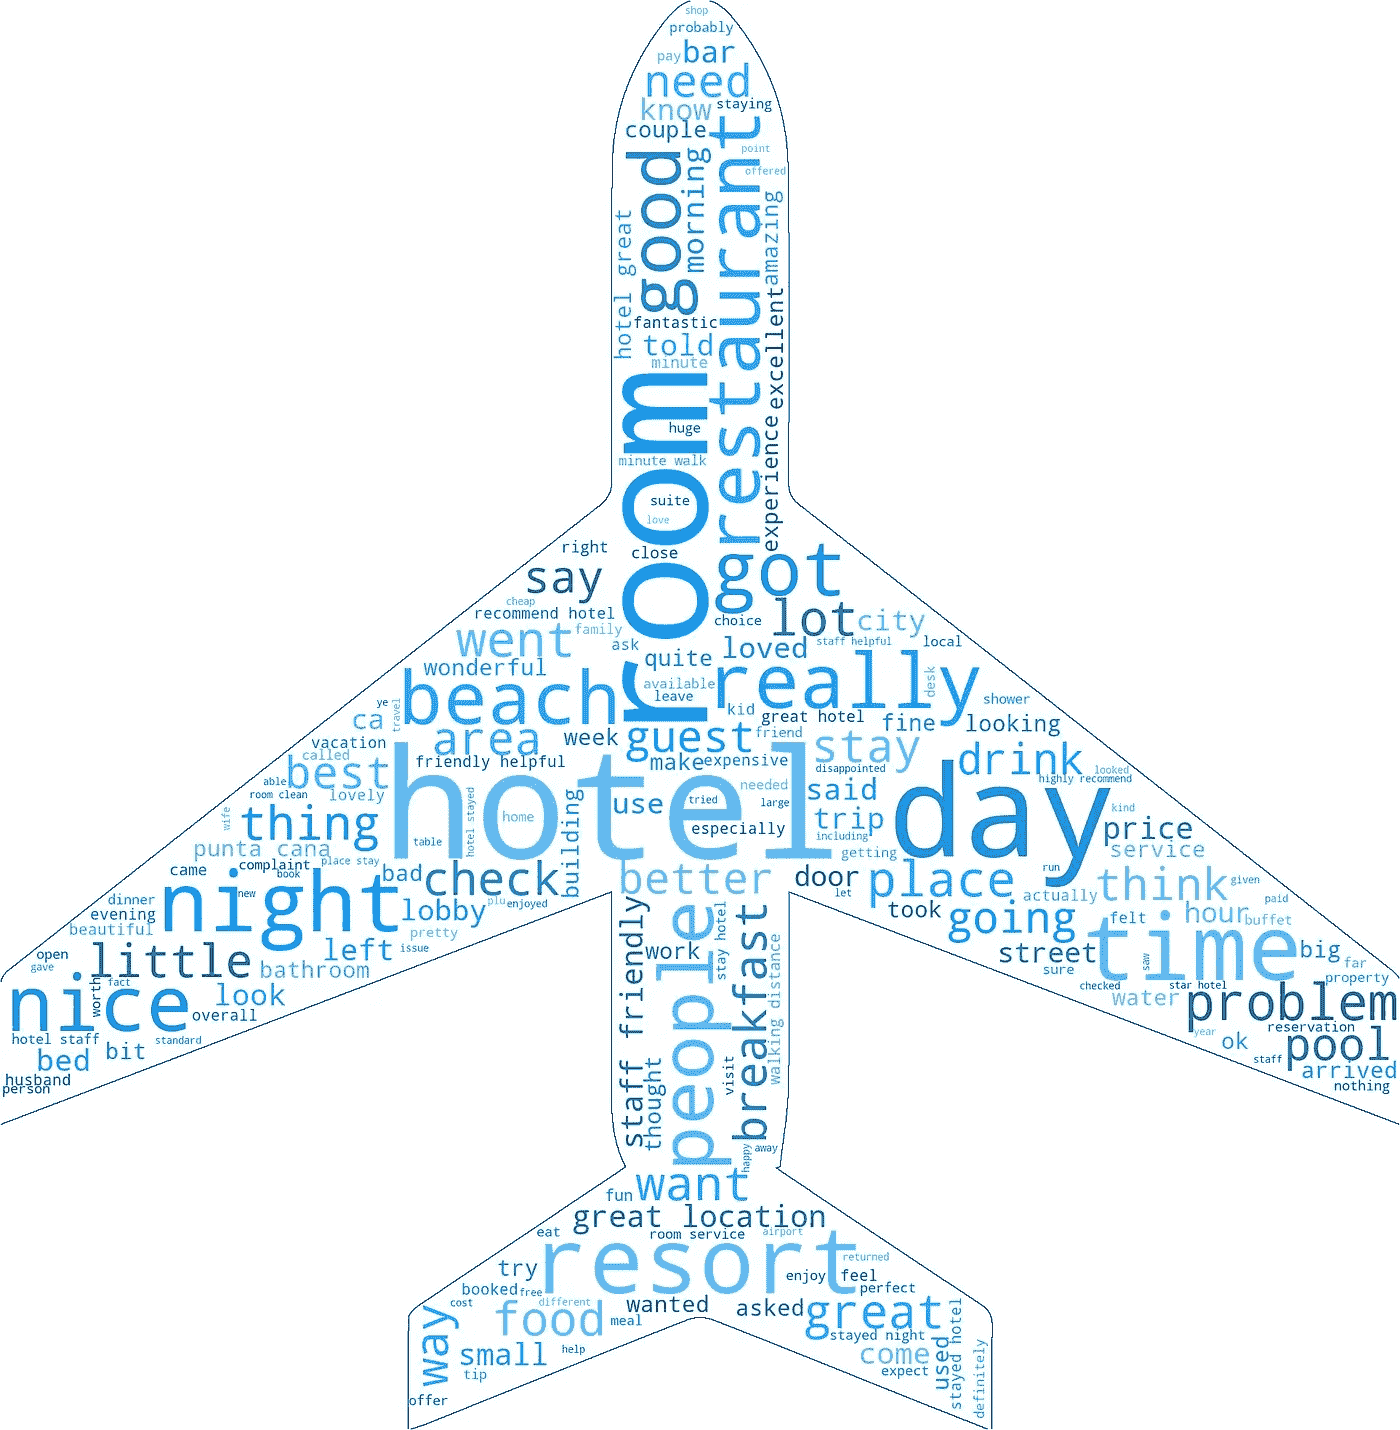 shop
probably
pay bar
need
know staying
couple
good
morning
restaurant
point
offered
amazing
hotel great
fantastic
told
minute
excellent
room
huge
minute walk
experience
suite
love
right
close
say
got
cheap
recommend hotel
choice
lot
city
went
family
ask
loved
staff helpful
local
wonderful
quite
really
desk
beach
available
leave
shower
ye
travel
kid
ca
great hotel
fine
looking
area
week
guest
friend
stay
vacation
called
best
friendly helpful
make
expensive
disappointed
drink
looked
highly recommend
able
room clean
lovely
hotel
needed
said
day
kind
wife
thing
hotel stayed
home
building
use
tried
large
trip
price
table
especially
including
punta cana
getting
service
came
complaint
place stay
book
bad
check
better
door
let
place
run
think
given
night
new
plu
enjoyed
actually
dinner
evening
beautiful
lobby
took
going
felt
hour
buffet
paid
pretty
people
staff friendly
stay hotel
breakfast
open
gave
little
left
issue
work
street
time
big
bathroom
walking distance
sure
saw
far
property
nice
worth
fact
look
overall
checked
star hotel
water
problem
hotel staff
standard
year
reservation
bed
bit
ok
pool
staff
arrived
husband
person
nothing
thought
visit
happy
away
fun
want
great location
eat
room service
airport
resort
returned
try
enjoy
feel
booked
free
perfect
cost
different
way
food
wanted
asked
great
meal
stayed night
small
help
come
used
stayed hotel
tip
expect
definitely
offer